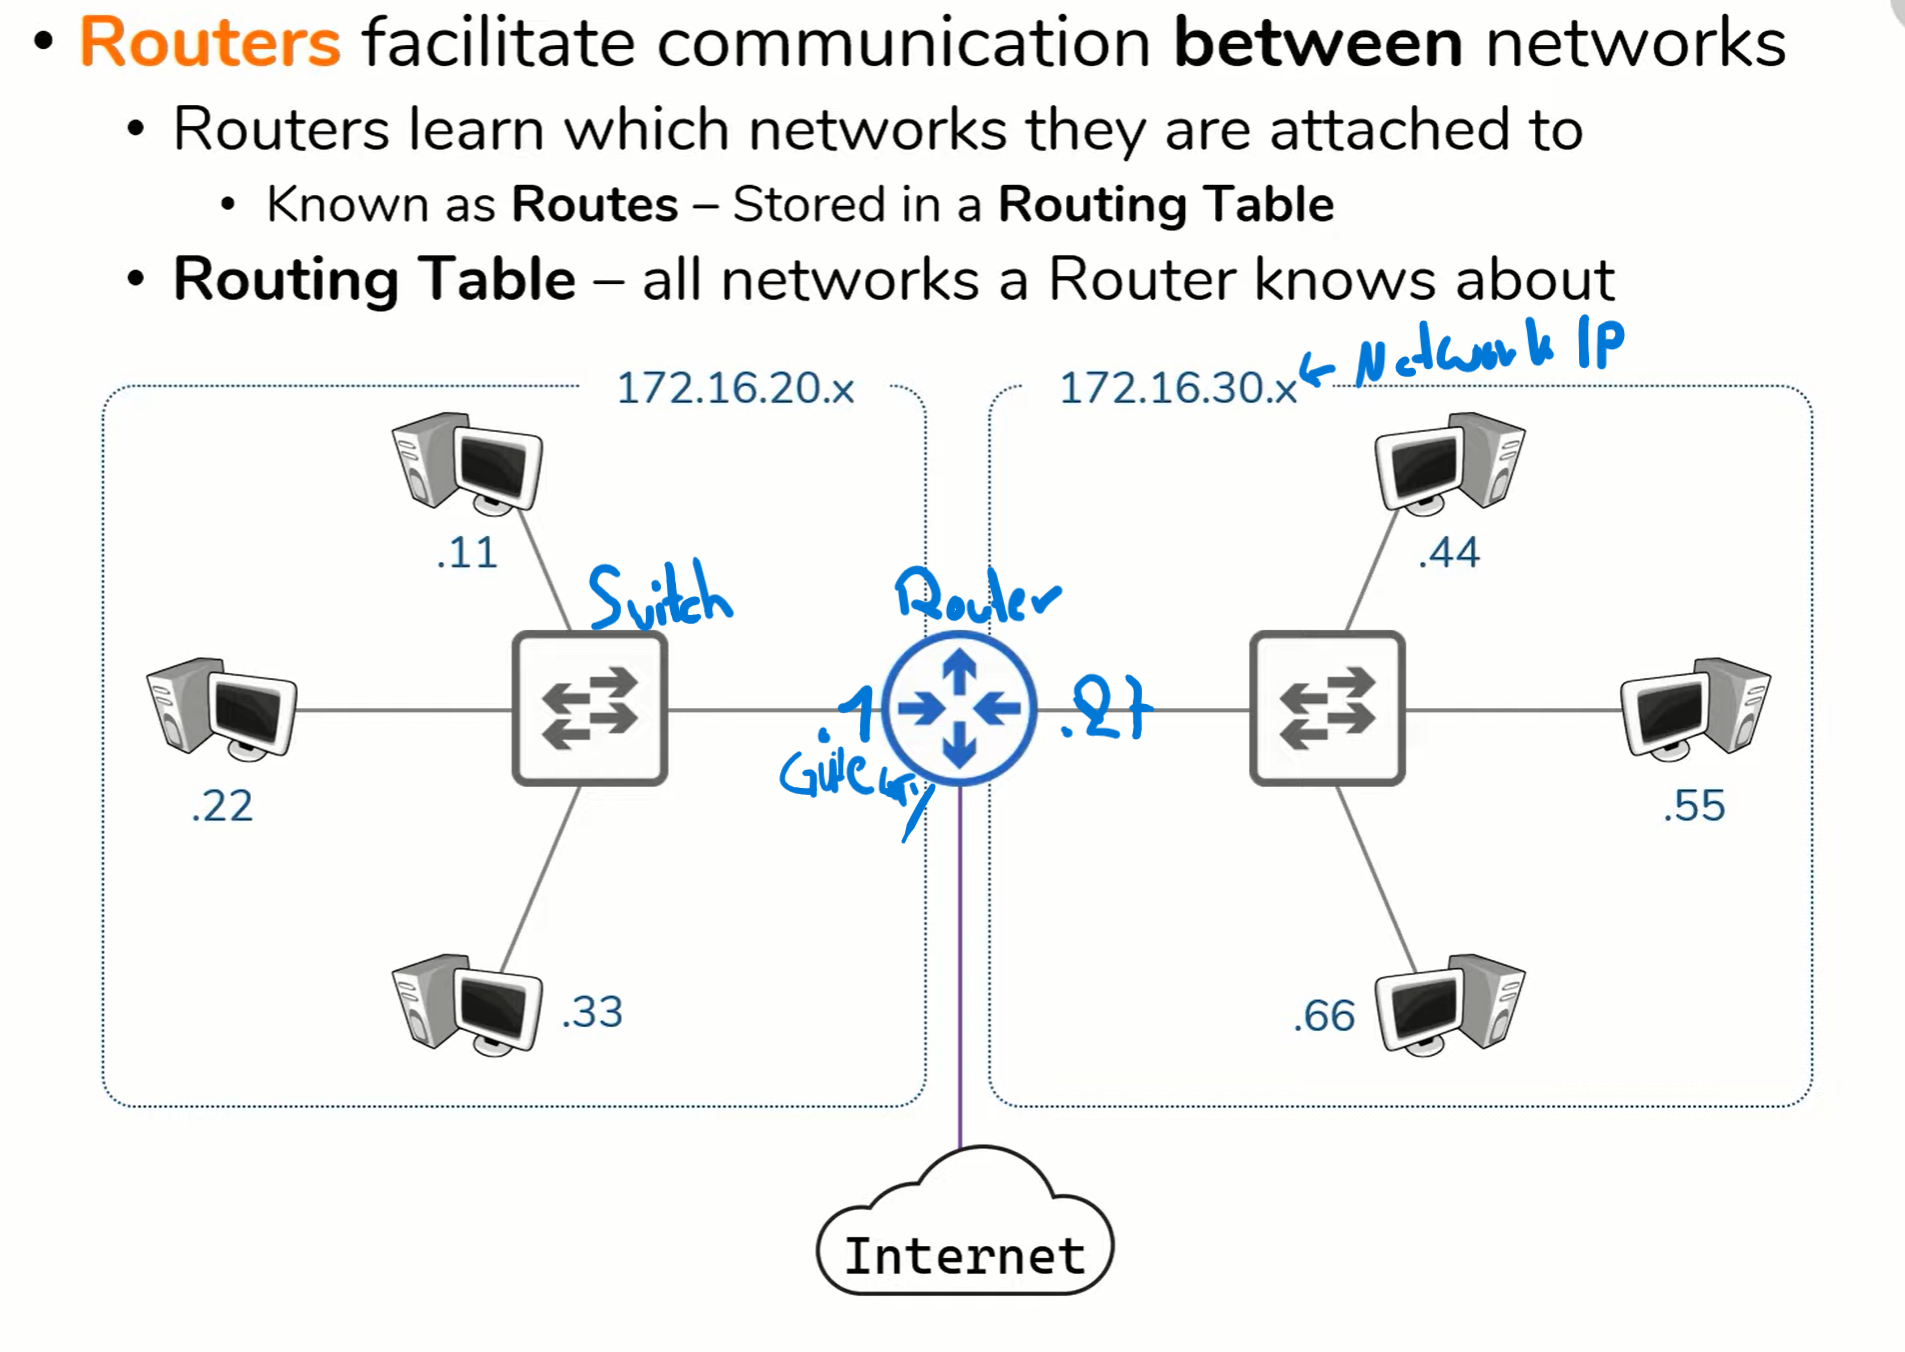 • Routers facilitate communication between networks
• Routers learn which networks they are attached to
• Known as Routes – Stored in a Routing Table
• Routing Table – all networks a Router knows about
Network IP
172.16.20.x
172.16.30.x
.11
.44
Switch
Router
.1
.22
.55
.33
.66
Internet